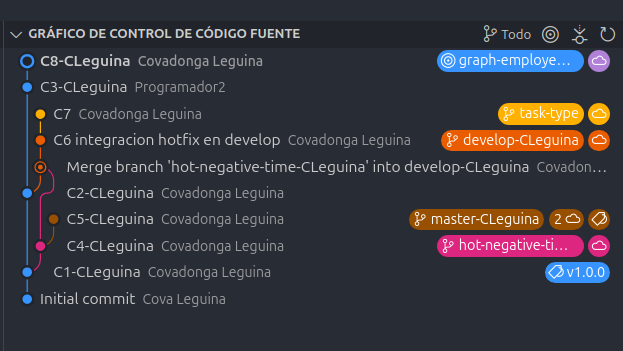 GRÁFICO DE CONTROL DE CÓDIGO FUENTE Todo
C8-CLeguina Covadonga Leguina graph-employe...
C3-CLeguina Programador2
C7 Covadonga Leguina task-type
C6 integracion hotfix en develop Covadonga Leguina develop-CLeguina
Merge branch 'hot-negative-time-CLeguina' into develop-CLeguina Covadon...
C2-CLeguina Covadonga Leguina
C5-CLeguina Covadonga Leguina master-CLeguina 2
C4-CLeguina Covadonga Leguina hot-negative-ti...
C1-CLeguina Covadonga Leguina v1.0.0
Initial commit Cova Leguina